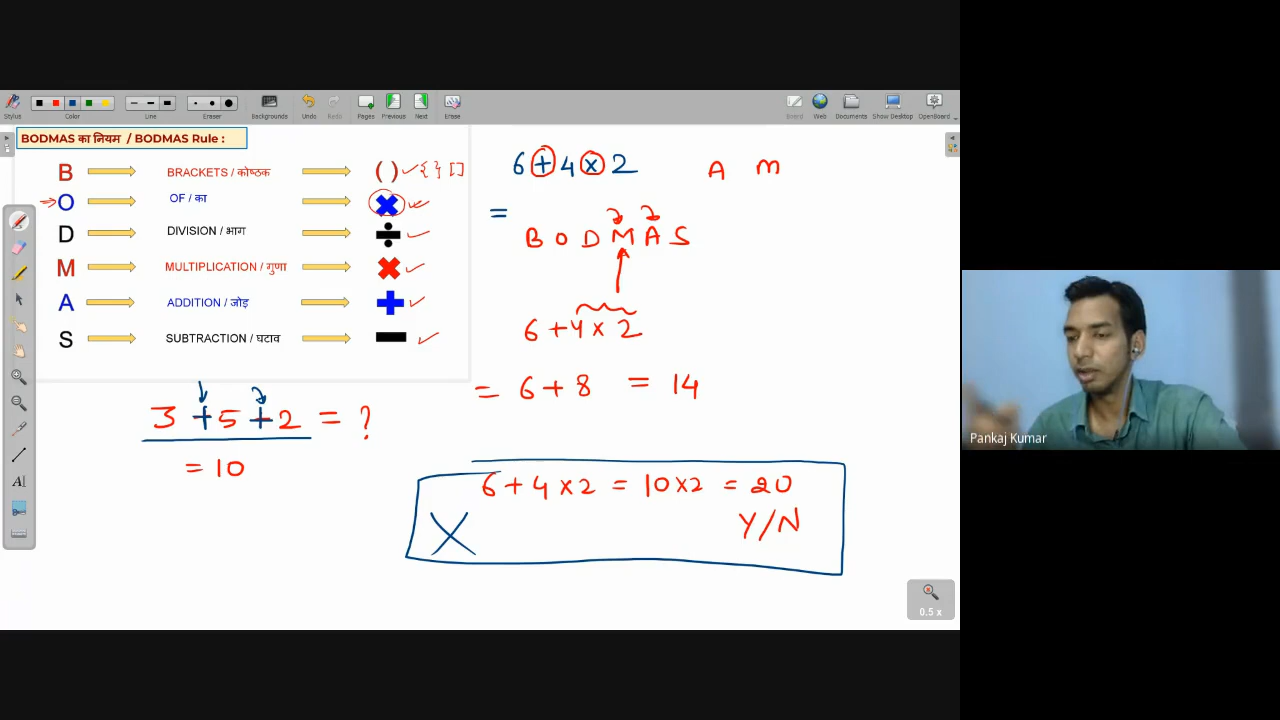 Stylus
Color
Line
Eraser
Backgrounds
Undo
Redo
Pages
Previous
Next
Erase
Board
Web
Documents
Show Desktop
OpenBoard
BODMAS का नियम / BODMAS Rule :
B BRACKETS / कोष्ठक ( ) { } [ ]
O OF / का ×
D DIVISION / भाग ÷
M MULTIPLICATION / गुणा ×
A ADDITION / जोड़ +
S SUBTRACTION / घटाव −
3 + 5 + 2 = ?
= 10
6 + 4 × 2
A M
=
B O D M A S
6 + 4 × 2
= 6 + 8 = 14
6 + 4 × 2 = 10 × 2 = 20
Y/N
0.5 x
Pankaj Kumar